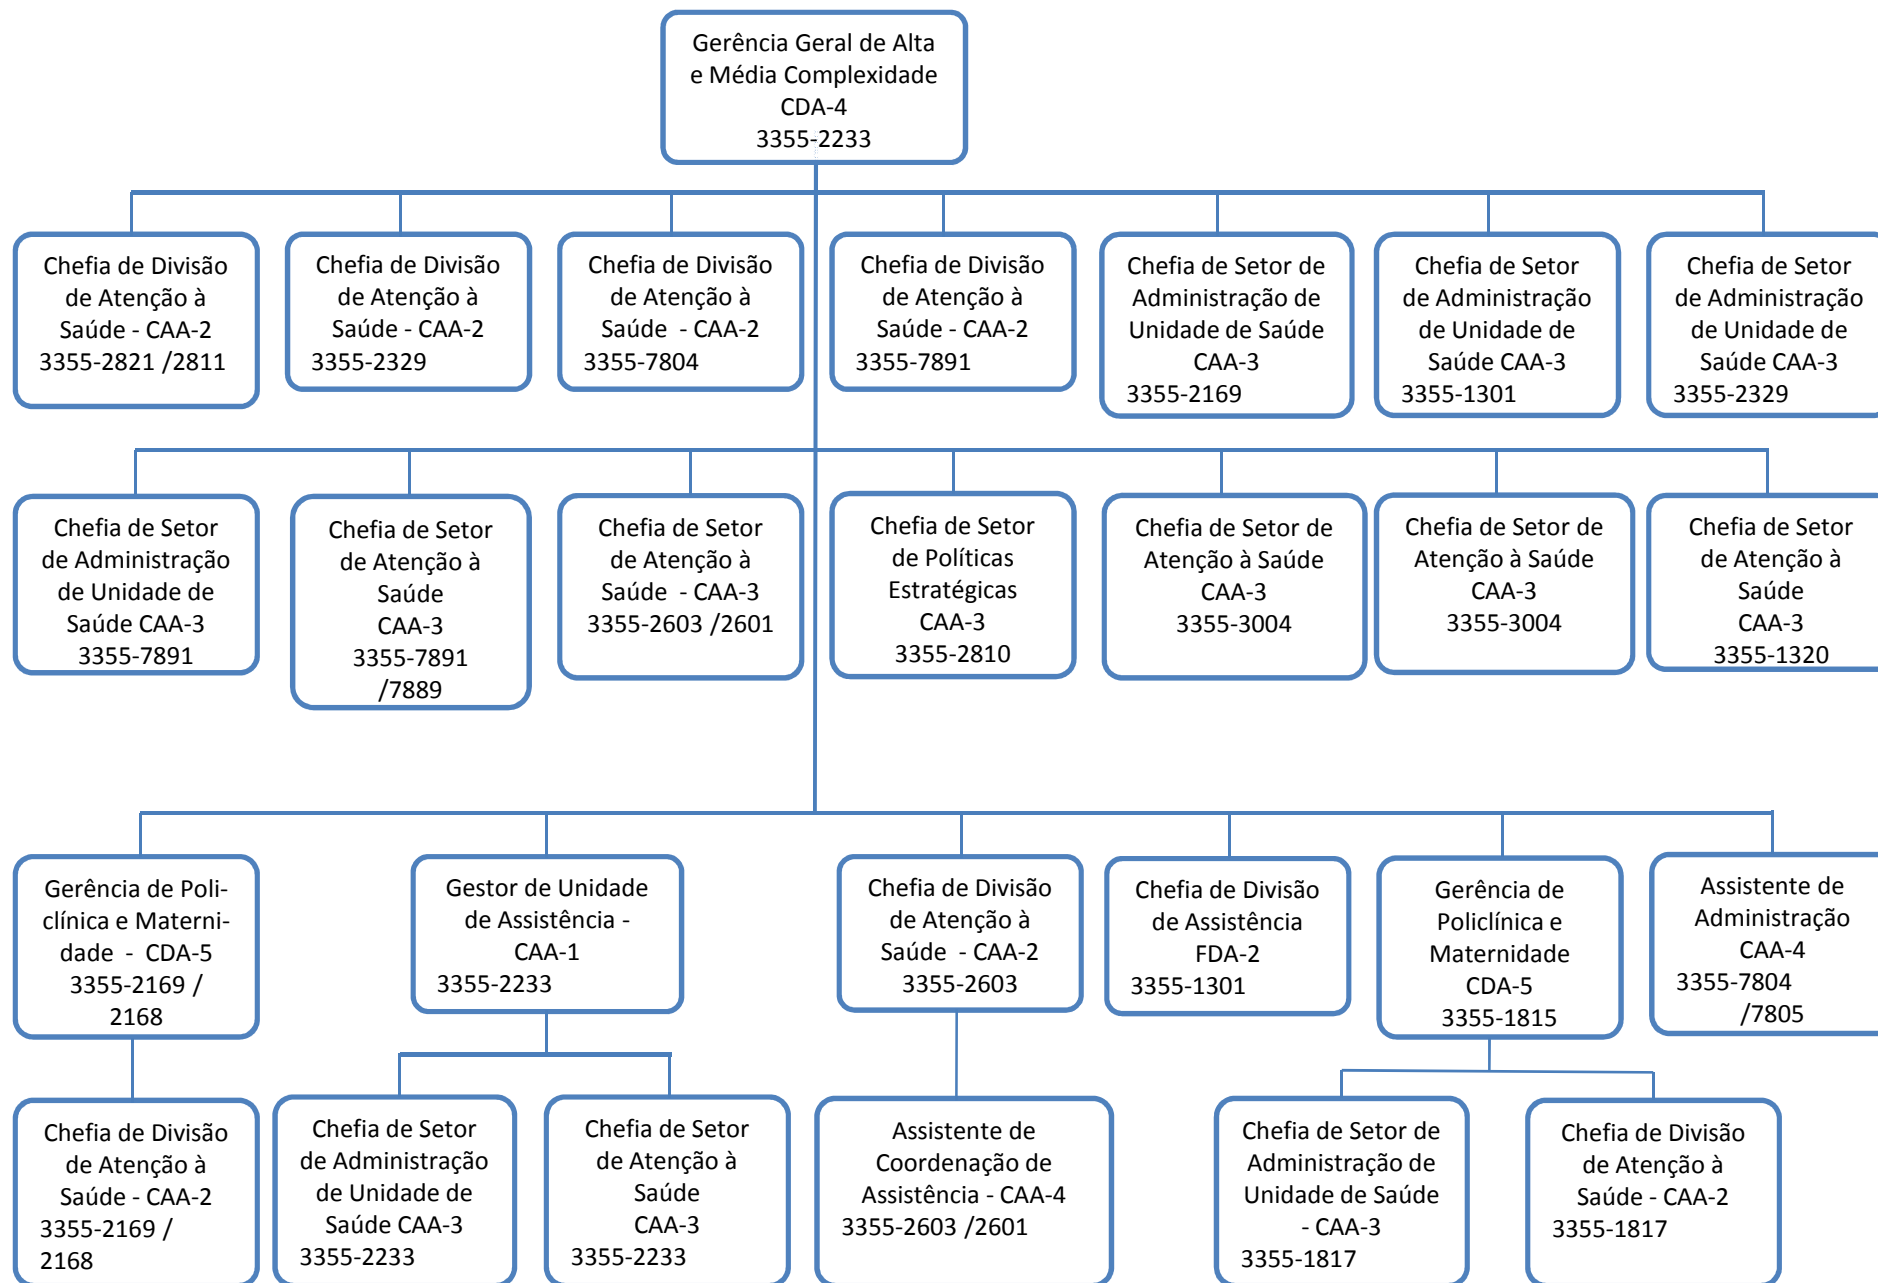 Gerência Geral de Alta
e Média Complexidade
CDA-4
3355-2233
Chefia de Divisão
de Atenção à
Saúde - CAA-2
3355-2821 /2811
Chefia de Divisão
de Atenção à
Saúde - CAA-2
3355-2329
Chefia de Divisão
de Atenção à
Saúde - CAA-2
3355-7804
Chefia de Divisão
de Atenção à
Saúde - CAA-2
3355-7891
Chefia de Setor de
Administração de
Unidade de Saúde
CAA-3
3355-2169
Chefia de Setor
de Administração
de Unidade de
Saúde CAA-3
3355-1301
Chefia de Setor
de Administração
de Unidade de
Saúde CAA-3
3355-2329
Chefia de Setor
de Administração
de Unidade de
Saúde CAA-3
3355-7891
Chefia de Setor
de Atenção à
Saúde
CAA-3
3355-7891
/7889
Chefia de Setor
de Atenção à
Saúde - CAA-3
3355-2603 /2601
Chefia de Setor
de Políticas
Estratégicas
CAA-3
3355-2810
Chefia de Setor de
Atenção à Saúde
CAA-3
3355-3004
Chefia de Setor de
Atenção à Saúde
CAA-3
3355-3004
Chefia de Setor
de Atenção à
Saúde
CAA-3
3355-1320
Gerência de Poli-
clínica e Materni-
dade - CDA-5
3355-2169 /
2168
Gestor de Unidade
de Assistência -
CAA-1
3355-2233
Chefia de Divisão
de Atenção à
Saúde - CAA-2
3355-2603
Chefia de Divisão
de Assistência
FDA-2
3355-1301
Gerência de
Policlínica e
Maternidade
CDA-5
3355-1815
Assistente de
Administração
CAA-4
3355-7804
/7805
Chefia de Divisão
de Atenção à
Saúde - CAA-2
3355-2169 /
2168
Chefia de Setor
de Administração
de Unidade de
Saúde CAA-3
3355-2233
Chefia de Setor
de Atenção à
Saúde
CAA-3
3355-2233
Assistente de
Coordenação de
Assistência - CAA-4
3355-2603 /2601
Chefia de Setor de
Administração de
Unidade de Saúde
- CAA-3
3355-1817
Chefia de Divisão
de Atenção à
Saúde - CAA-2
3355-1817